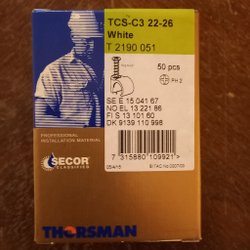 TCS-C3 22-26
White
T 2190 051
50 pcs
PH 2
SE E 15 041 67
NO EL 13 221 86
FI S 13 101 60
DK 9139 110 998
PROFESSIONAL
INSTALLATION MATERIAL
SECOR
CLASSIFIED
7 315880 109921 >
THORSMAN